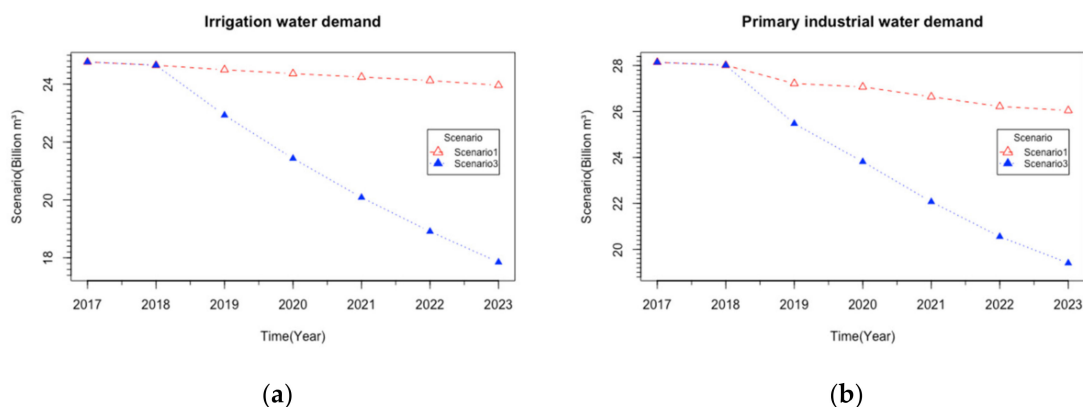 Irrigation water demand
Scenario(Billion m³)
24
22
20
18
Scenario
Scenario1
Scenario3
2017 2018 2019 2020 2021 2022 2023
Time(Year)
(a)
Primary industrial water demand
Scenario(Billion m³)
28
26
24
22
20
Scenario
Scenario1
Scenario3
2017 2018 2019 2020 2021 2022 2023
Time(Year)
(b)